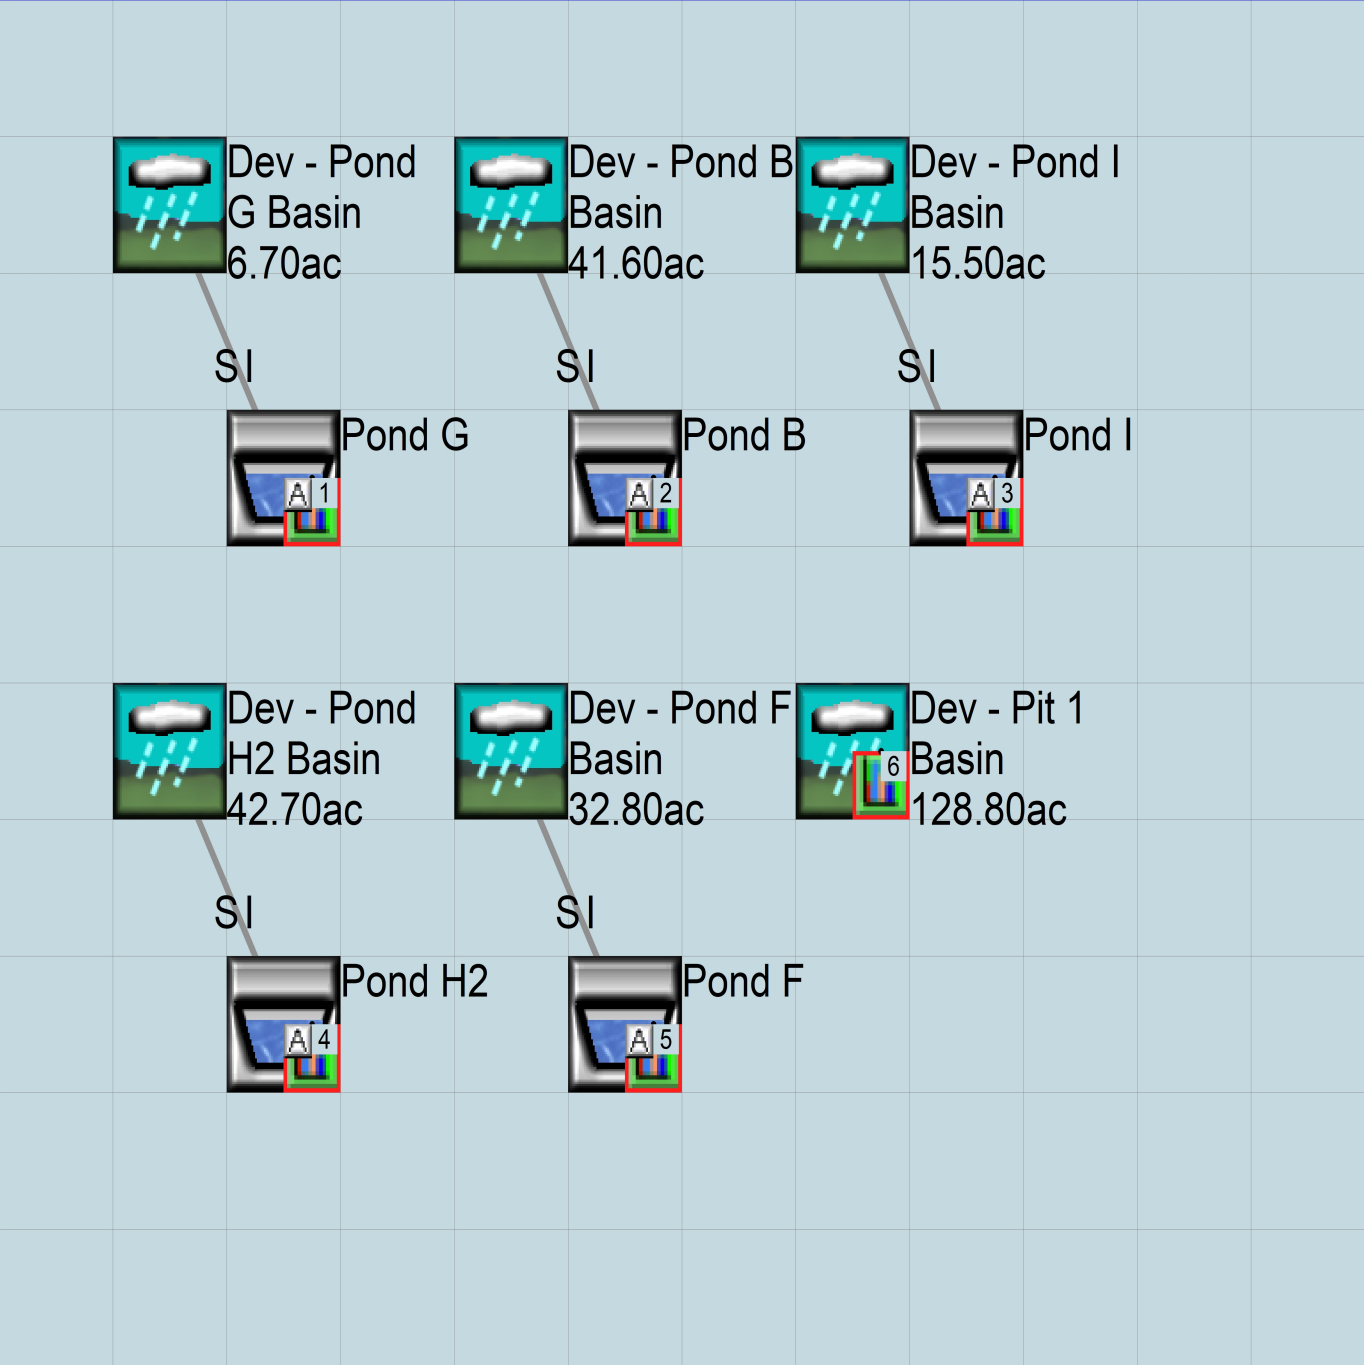 Dev - Pond
G Basin
6.70ac
Dev - Pond B
Basin
41.60ac
Dev - Pond I
Basin
15.50ac
SI
SI
SI
Pond G
A 1
Pond B
A 2
Pond I
A 3
Dev - Pond
H2 Basin
42.70ac
Dev - Pond F
Basin
32.80ac
Dev - Pit 1
Basin
128.80ac
6
SI
SI
Pond H2
A 4
Pond F
A 5